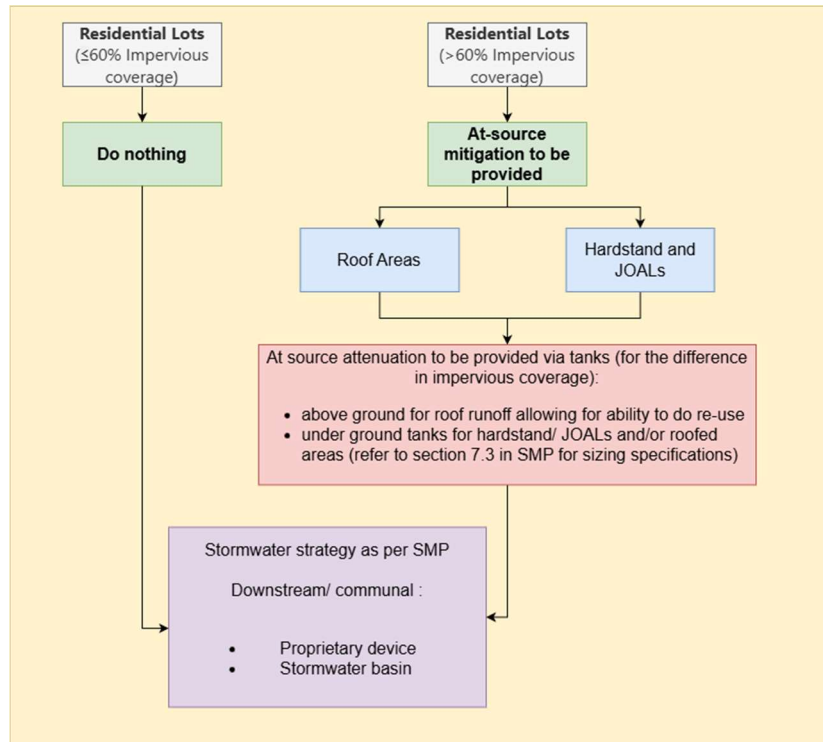 Residential Lots
(≤60% Impervious
coverage)
Residential Lots
(>60% Impervious
coverage)
Do nothing
At-source
mitigation to be
provided
Roof Areas
Hardstand and
JOALs
At source attenuation to be provided via tanks (for the difference
in impervious coverage):
• above ground for roof runoff allowing for ability to do re-use
• under ground tanks for hardstand/ JOALs and/or roofed
areas (refer to section 7.3 in SMP for sizing specifications)
Stormwater strategy as per SMP
Downstream/ communal :
• Proprietary device
• Stormwater basin